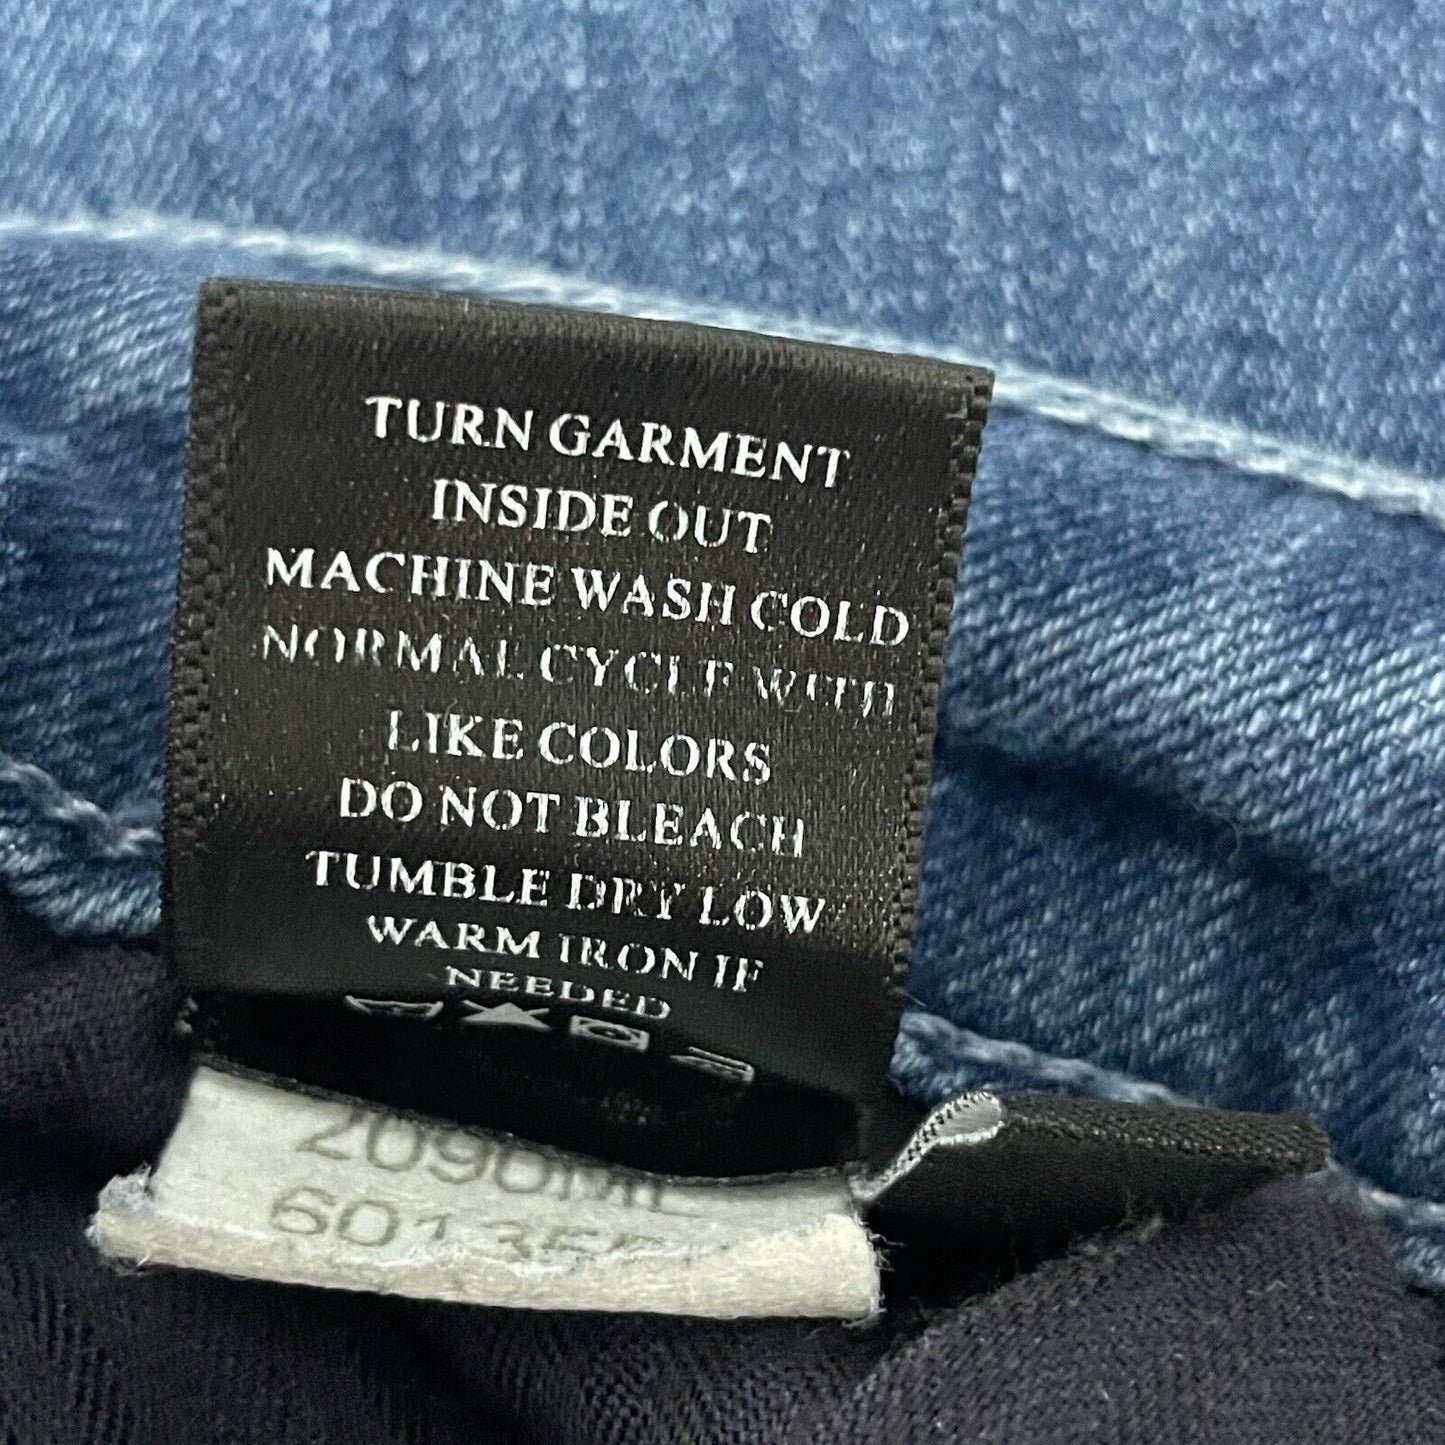 TURN GARMENT
INSIDE OUT
MACHINE WASH COLD
NORMAL CYCLE WITH
LIKE COLORS
DO NOT BLEACH
TUMBLE DRY LOW
WARM IRON IF
NEEDED